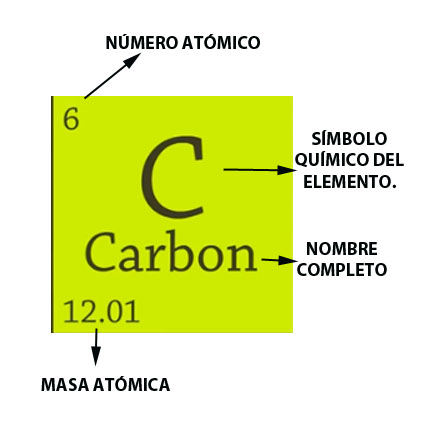 NÚMERO ATÓMICO
6
C
SÍMBOLO
QUÍMICO DEL
ELEMENTO.
Carbon
NOMBRE
COMPLETO
12.01
MASA ATÓMICA